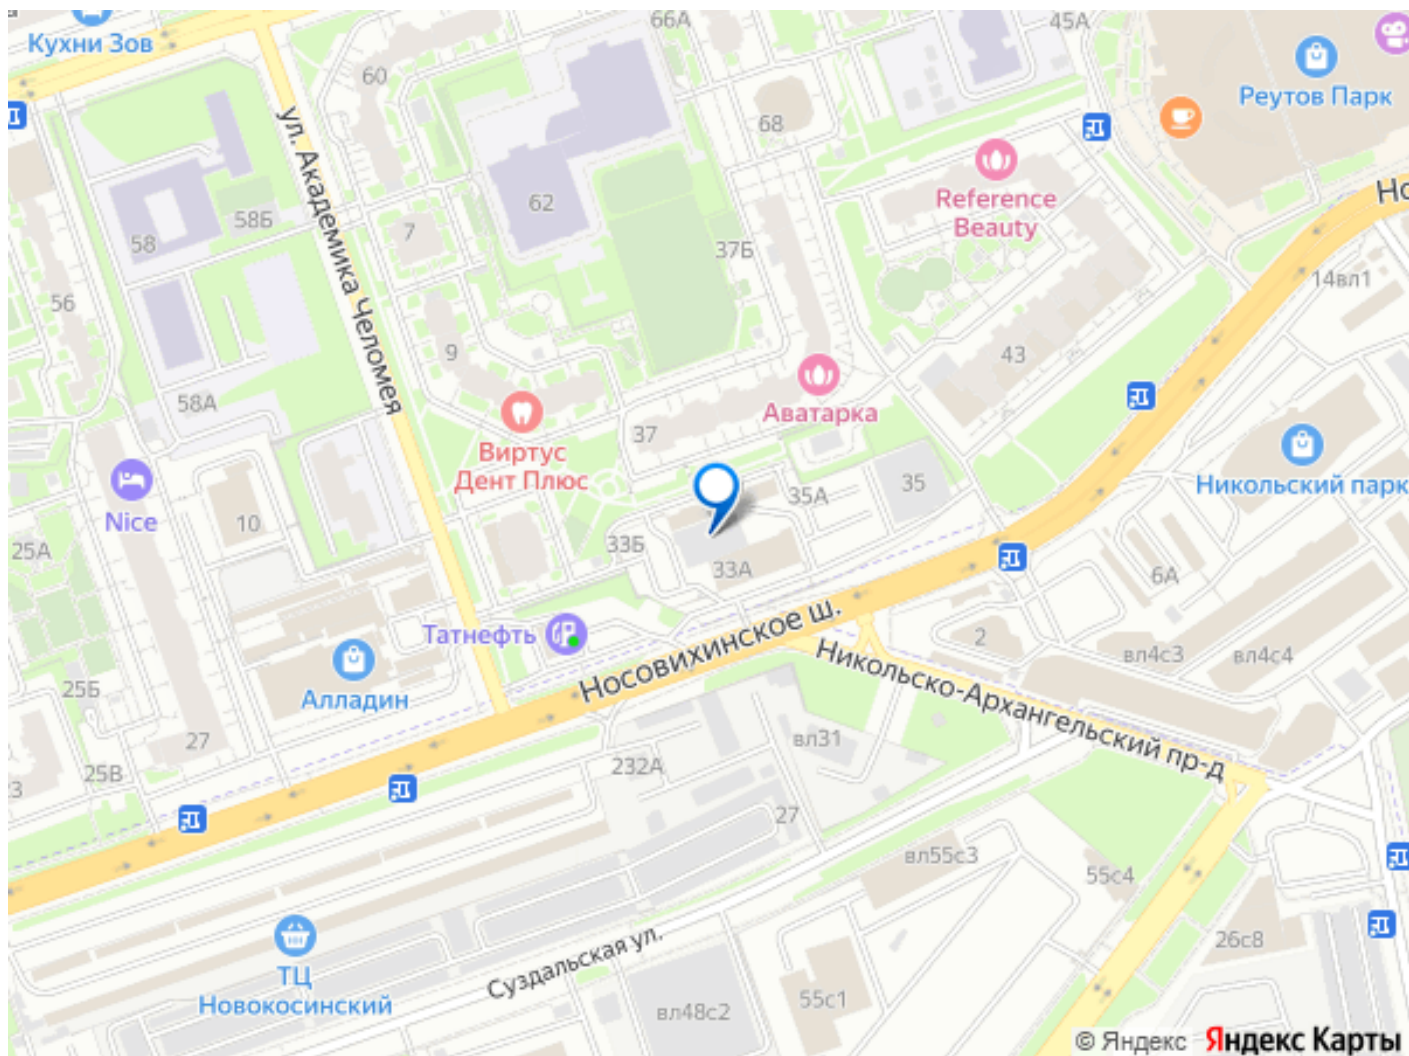 Кухни Зов
66А
45А
60
Реутов Парк
68
ул. Академика Челомея
Reference
Beauty
62
58Б
58
7
Но
37Б
14вл1
56
9
43
58А
Аватарка
37
Виртус
Дент Плюс
35
Никольский парк
35А
Nice
10
25А
33Б
33А
6А
Татнефть
Носовихинское ш.
2
Никольско-Архангельский пр-д
вл4с3
вл4с4
25Б
Алладин
27
вл31
25В
232А
3
27
вл55с3
55с4
26с8
ТЦ
Новокосинский
Суздальская ул.
55с1
вл48с2
© Яндекс Яндекс Карты